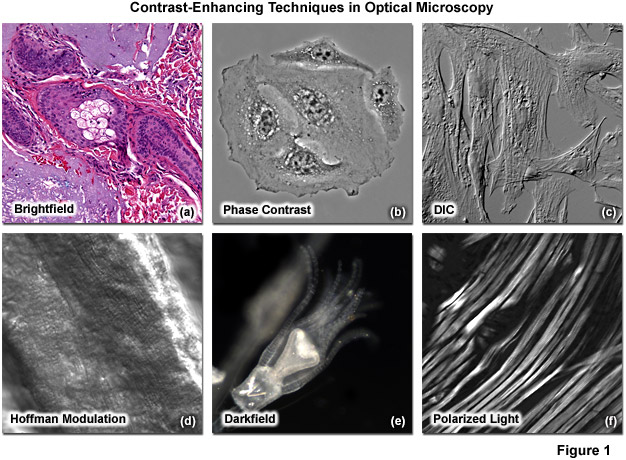 Contrast-Enhancing Techniques in Optical Microscopy
Brightfield (a)
Phase Contrast (b)
DIC (c)
Hoffman Modulation (d)
Darkfield (e)
Polarized Light (f)
Figure 1